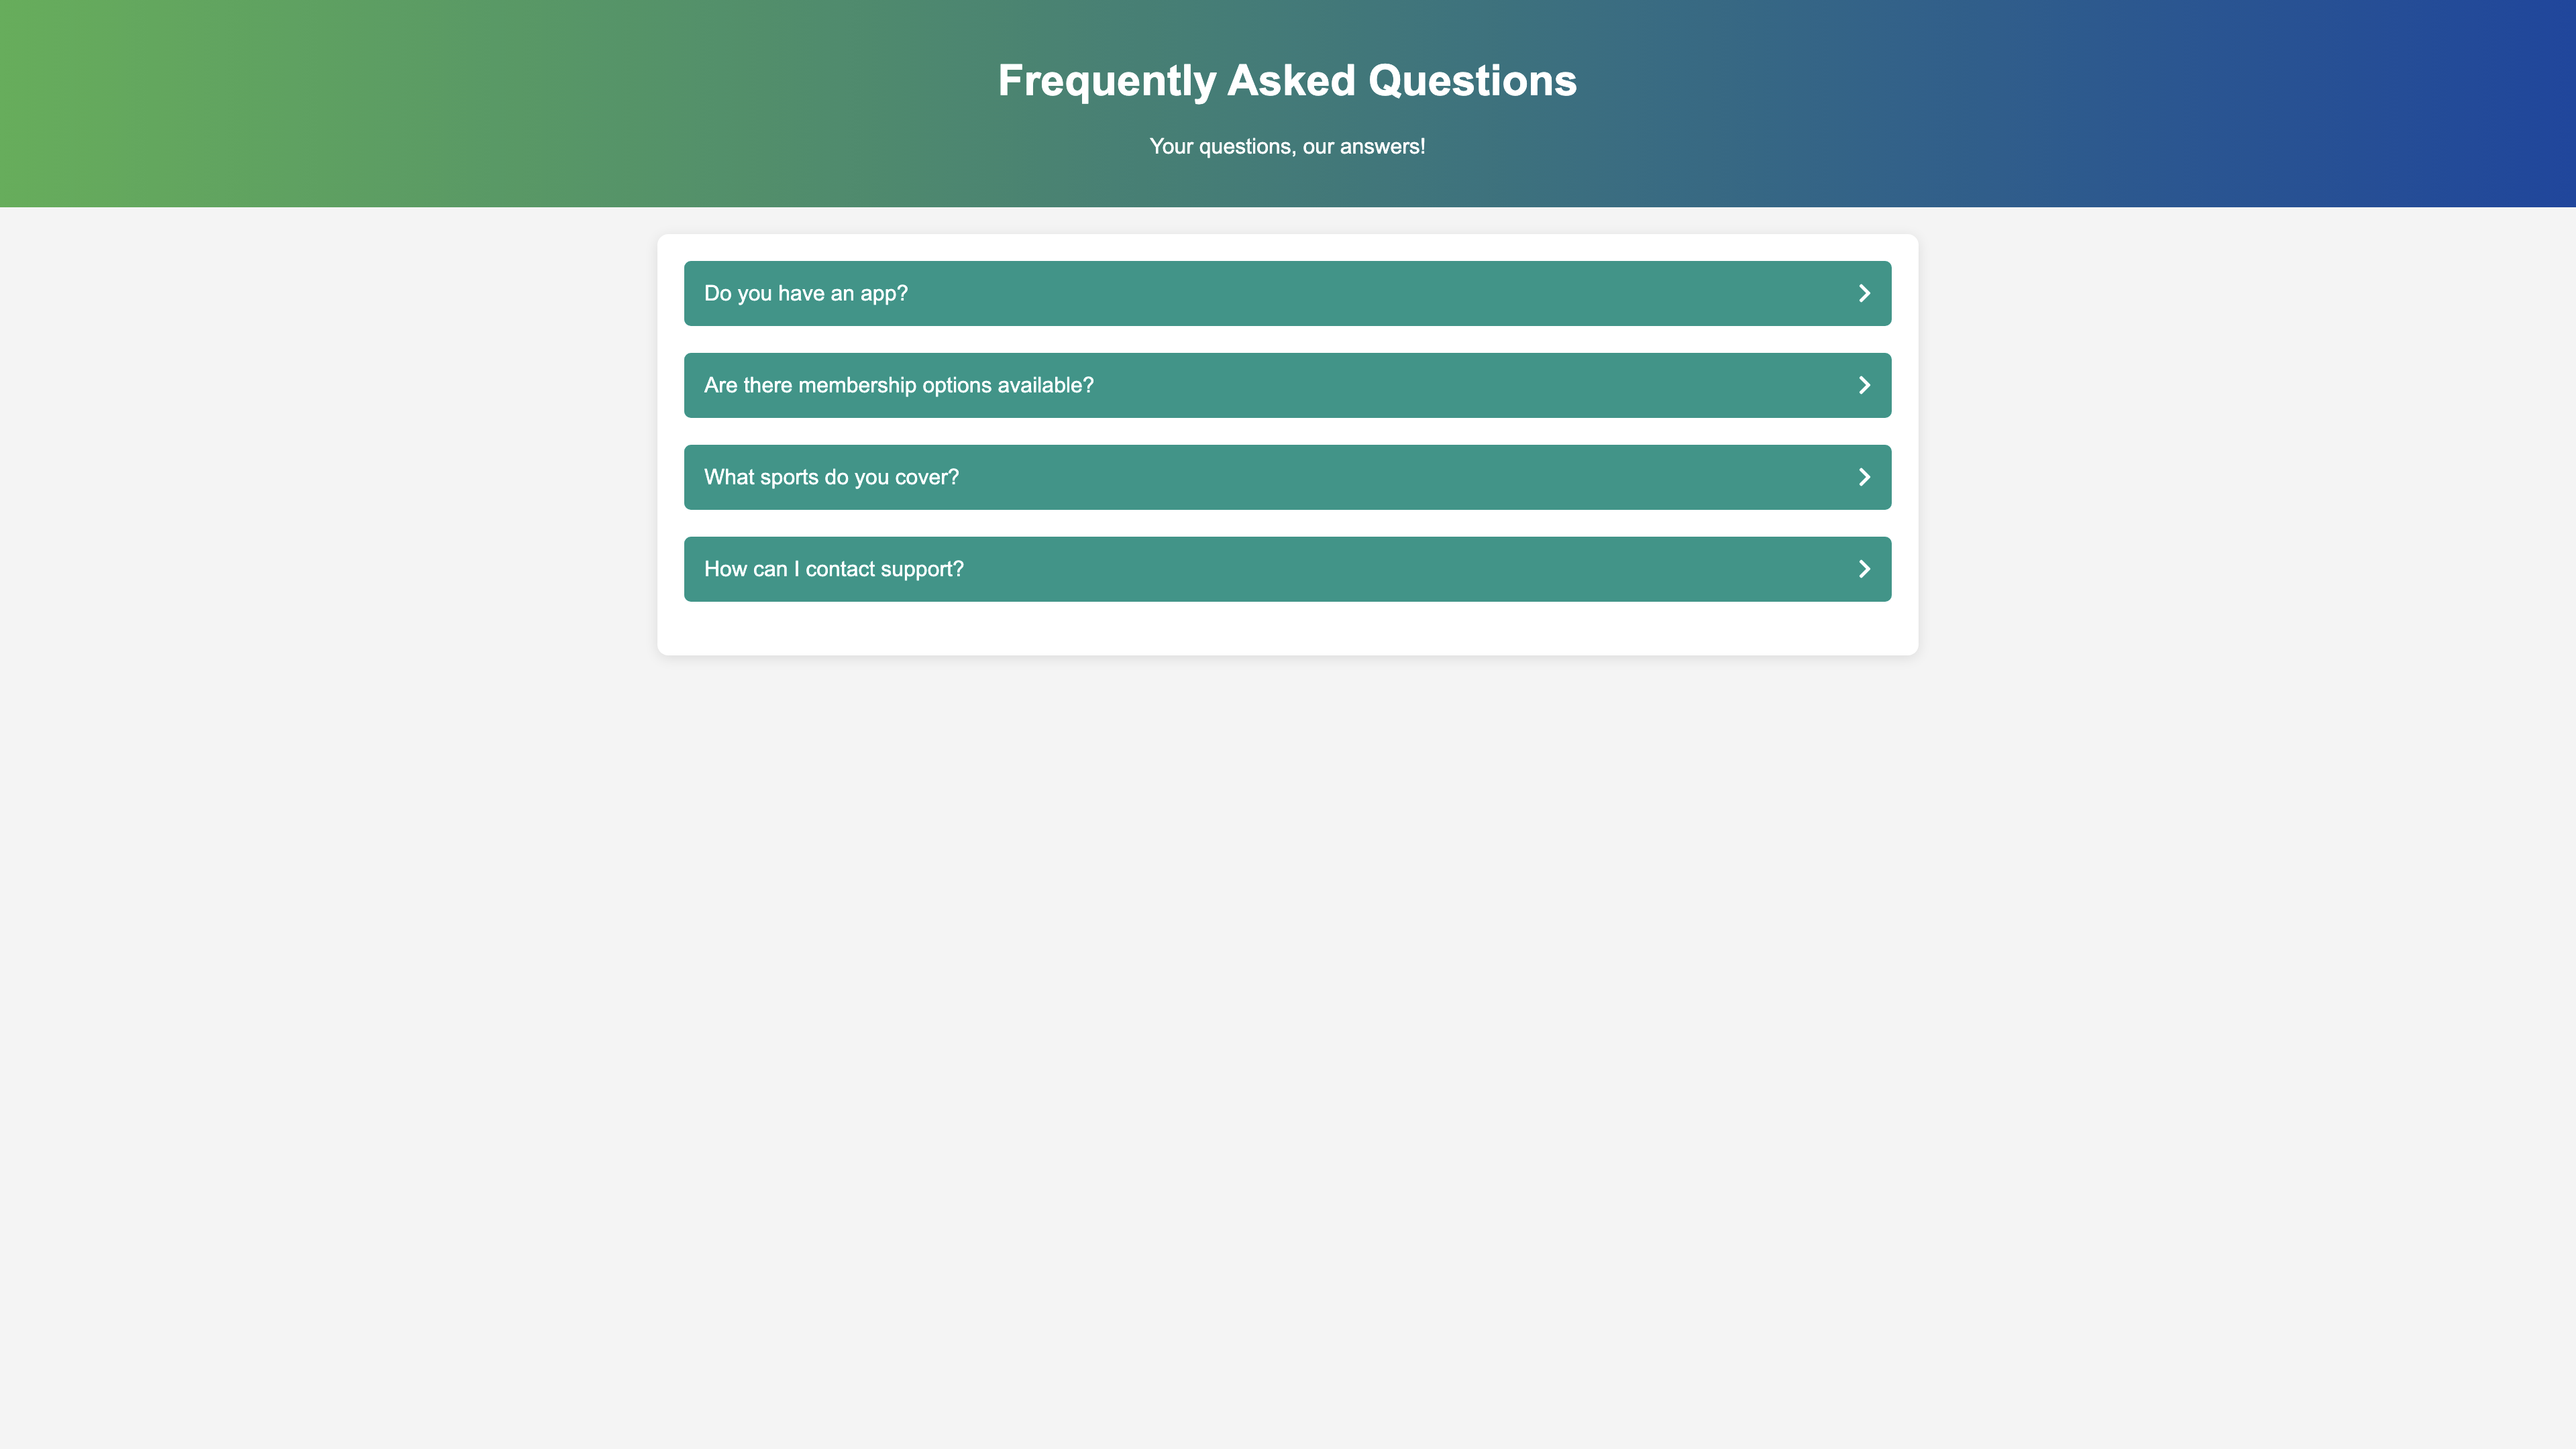 Frequently Asked Questions
Your questions, our answers!
Do you have an app?
Are there membership options available?
What sports do you cover?
How can I contact support?